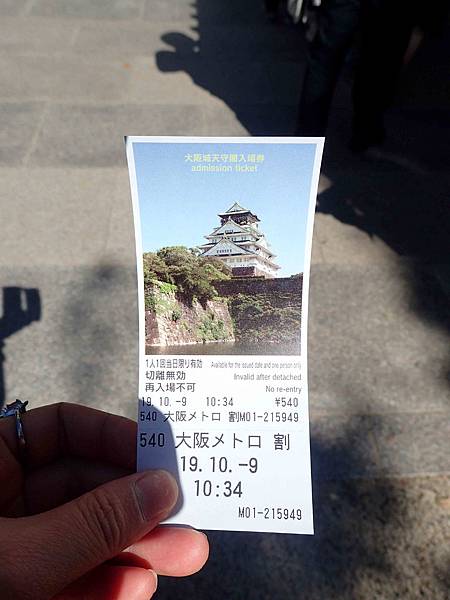 大阪城天守閣入場券
admission ticket
1人1回当日限り有効 Available for the issued date and one person only
切離無効 Invalid after detached
再入場不可 No re-entry
19.10.-9 10:34 ¥540
540 大阪メトロ 割M01-215949
540 大阪メトロ 割
19.10.-9
10:34
M01-215949